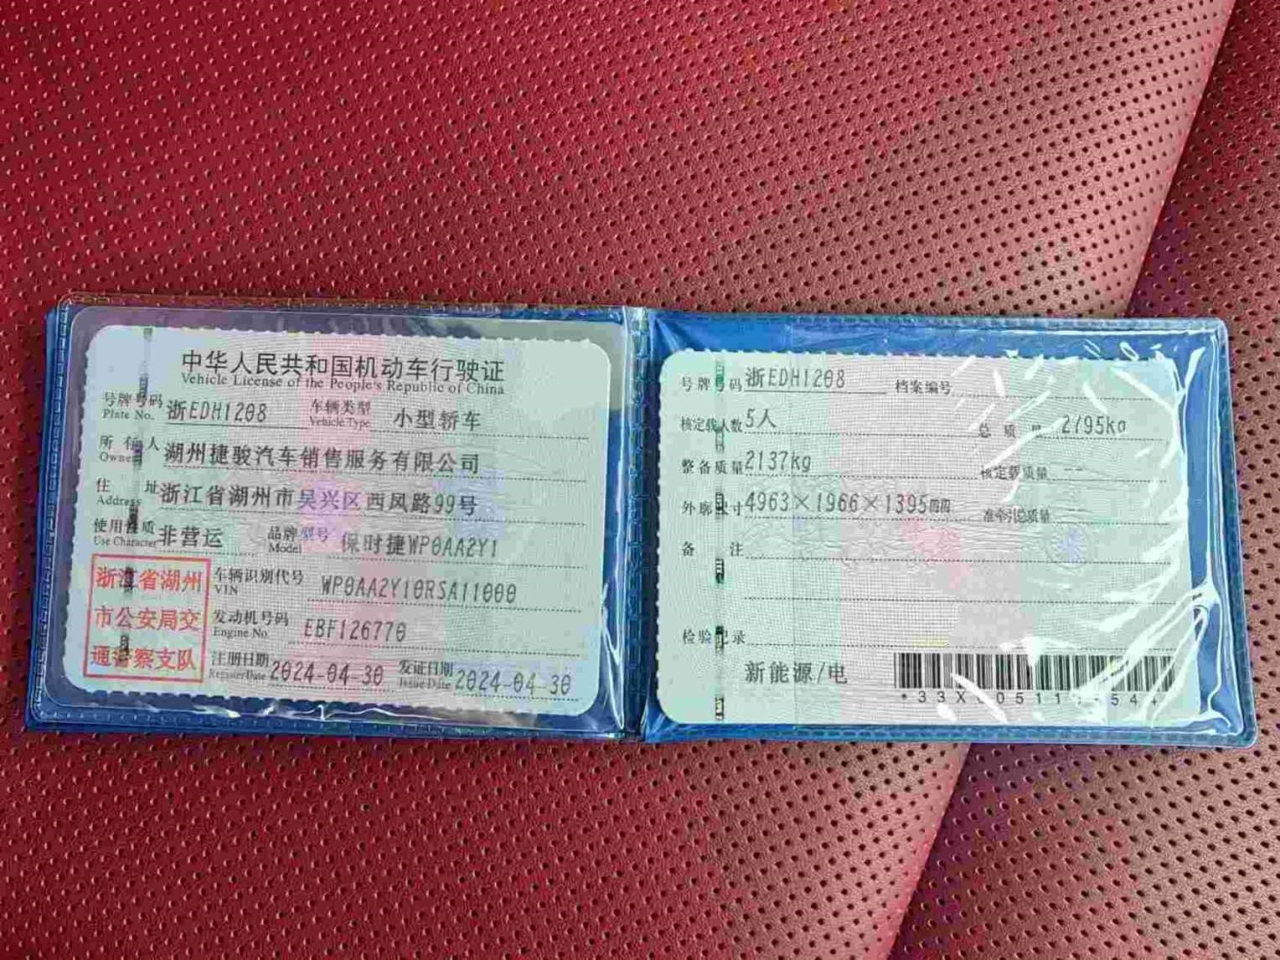 中华人民共和国机动车行驶证
Vehicle License of the People's Republic of China
号牌号码 浙EDH1208 车辆类型 小型轿车
Plate No. Vehicle Type
所有人 湖州捷骏汽车销售服务有限公司
Owner
住址 浙江省湖州市吴兴区西凤路99号
Address
使用性质 非营运 品牌型号 保时捷WP0AA2Y1
Use Character Model
浙江省湖州
市公安局交
通警察支队
车辆识别代号 WP0AA2Y10RSA11000
VIN
发动机号码 EBF126770
Engine No.
注册日期 2024-04-30 发证日期 2024-04-30
Register Date Issue Date
号牌号码 浙EDH1208 档案编号
核定载人数 5人 总质量 2795kg
整备质量 2137kg 核定载质量 --
外廓尺寸 4963×1966×1395mm 准牵引总质量 --
备注
检验记录
新能源/电